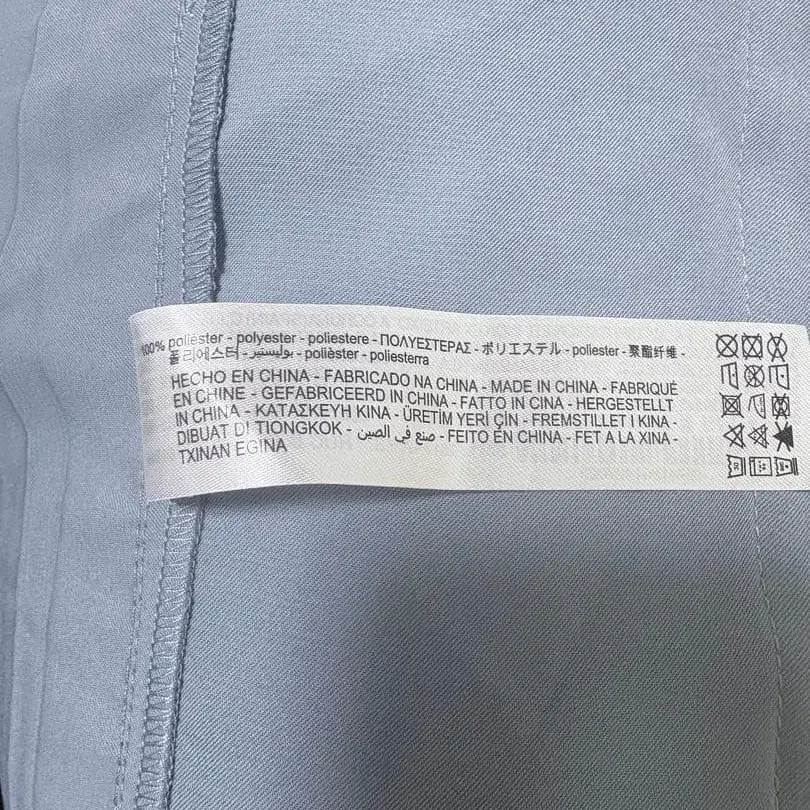 100% poliéster - polyester - poliestere - ΠΟΛΥΕΣΤΕΡΑΣ - ポリエステル - poliester - 聚酯纤维 -
폴리에스터 - بوليستير - polièster - poliesterra
HECHO EN CHINA - FABRICADO NA CHINA - MADE IN CHINA - FABRIQUÉ
EN CHINE - GEFABRICEERD IN CHINA - FATTO IN CINA - HERGESTELLT
IN CHINA - ΚΑΤΑΣΚΕΥΗ ΚΙΝΑ - ÜRETİM YERİ ÇİN - FREMSTILLET I KINA -
DIBUAT DI TIONGKOK - صنع في الصين - FEITO EN CHINA - FET A LA XINA -
TXINAN EGINA